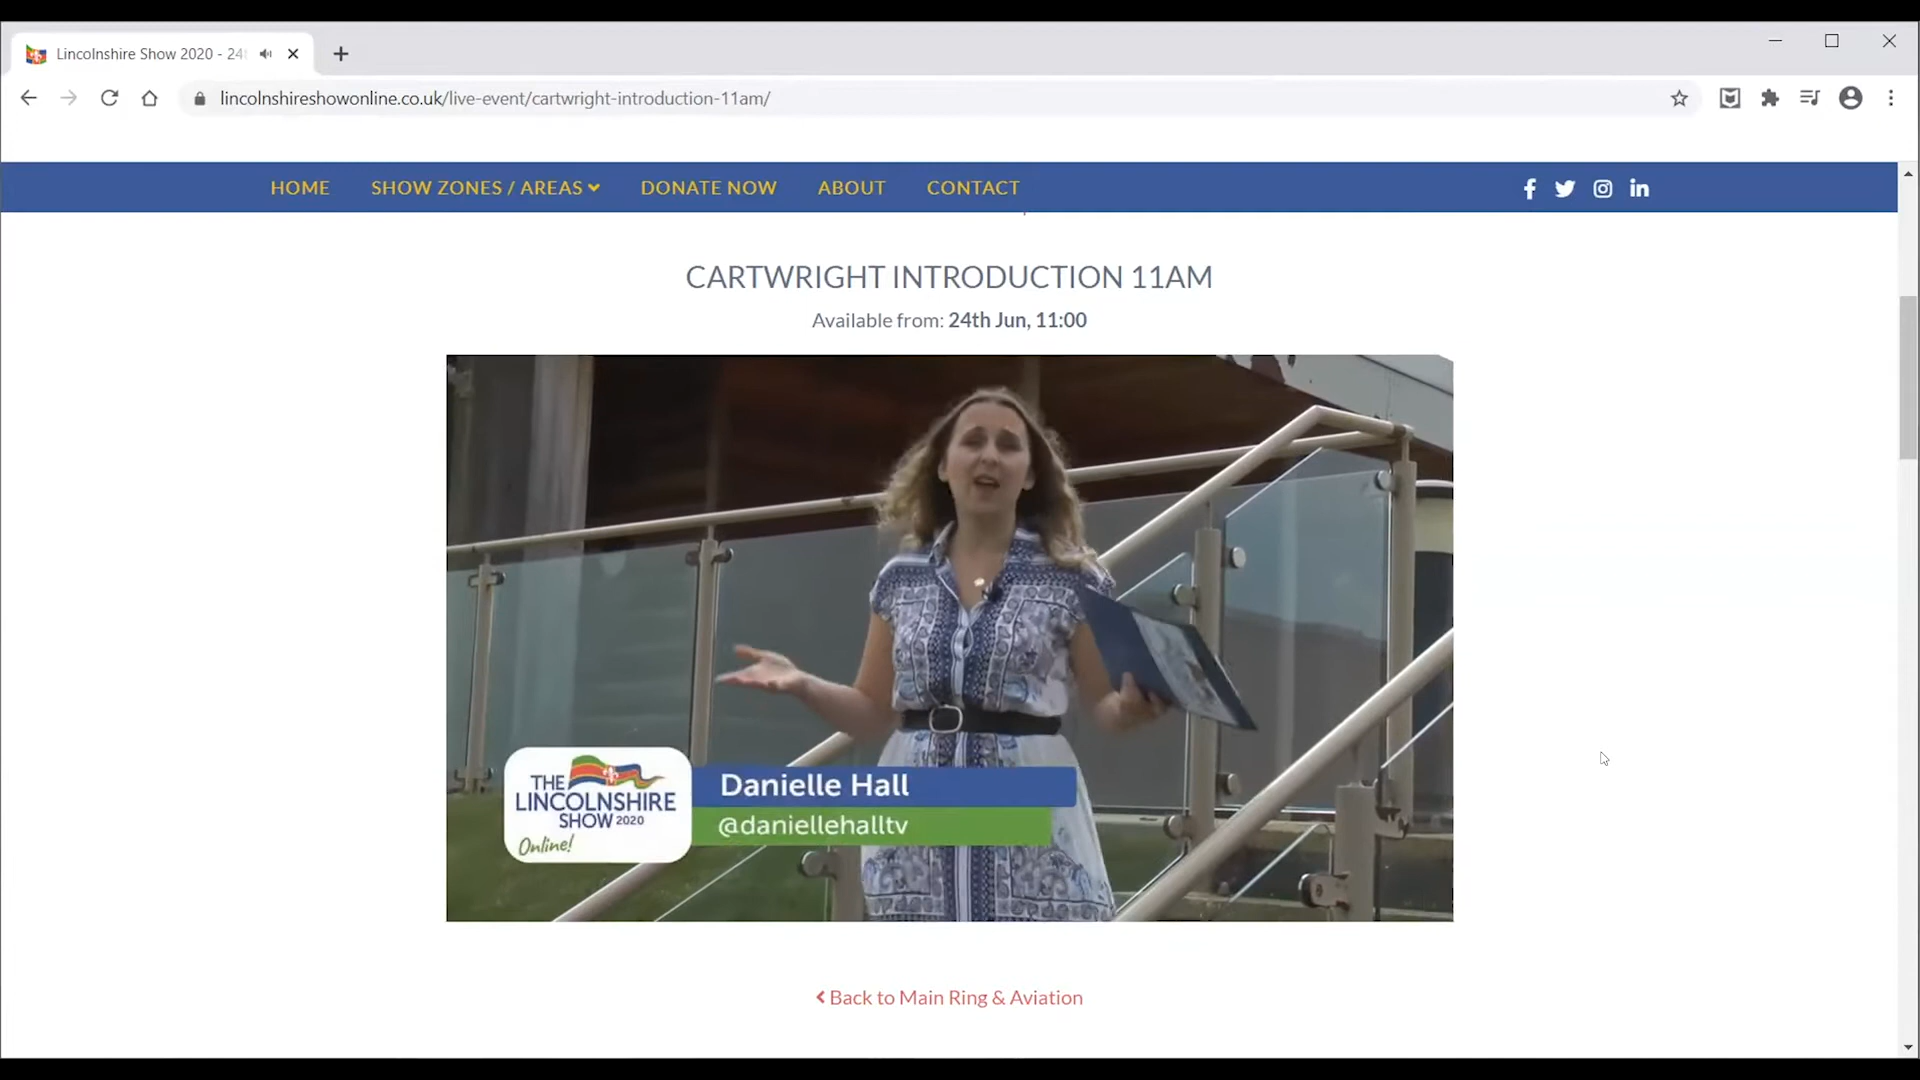 Lincolnshire Show 2020 - 24
lincolnshireshowonline.co.uk/live-event/cartwright-introduction-11am/
HOME SHOW ZONES / AREAS DONATE NOW ABOUT CONTACT
CARTWRIGHT INTRODUCTION 11AM
Available from: 24th Jun, 11:00
THE
LINCOLNSHIRE
SHOW 2020
Online!
Danielle Hall
@daniellehalltv
Back to Main Ring & Aviation